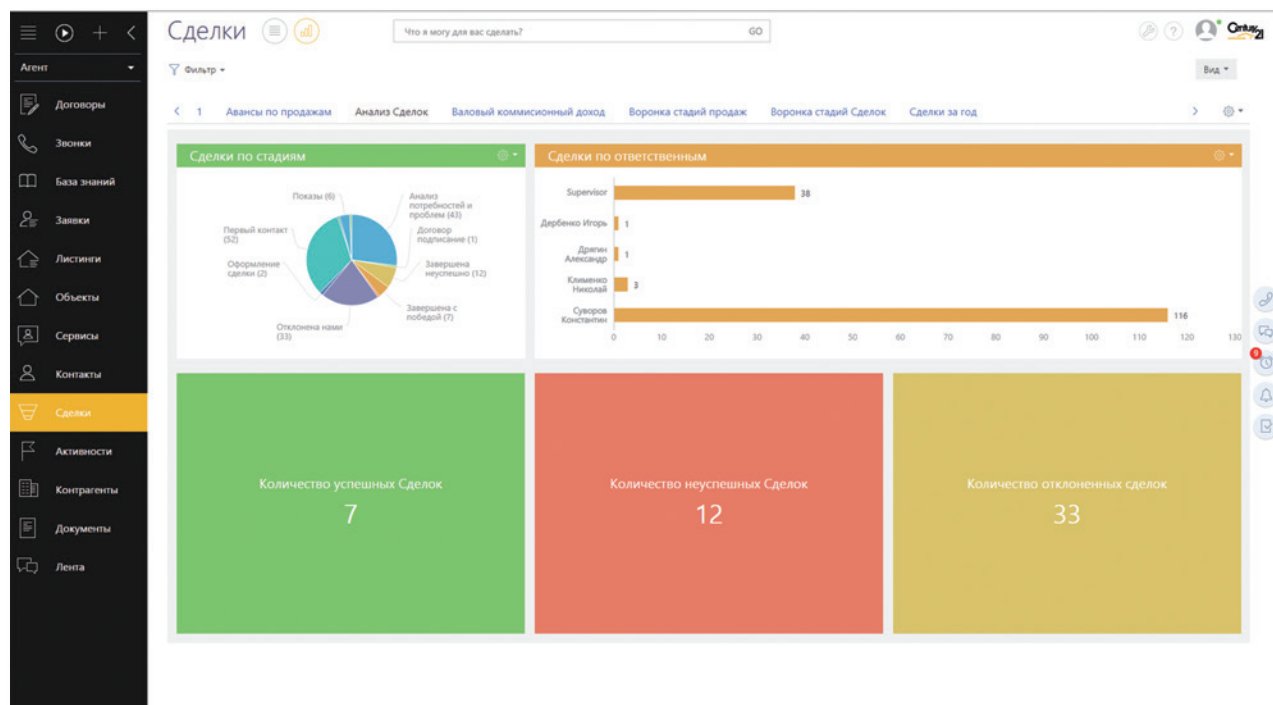 Сделки
Что я могу для вас сделать?
GO
Century 21
Агент
Фильтр
Вид
Договоры
Звонки
База знаний
Заявки
Листинги
Объекты
Сервисы
Контакты
Сделки
Активности
Контрагенты
Документы
Лента
1
Авансы по продажам
Анализ Сделок
Валовый коммисионный доход
Воронка стадий продаж
Воронка стадий Сделок
Сделки за год
Сделки по стадиям
Показы (6)
Анализ
потребностей и
проблем (43)
Первый контакт
(52)
Договор
подписание (1)
Оформление
сделки (2)
Завершена
неуспешно (12)
Завершена с
победой (7)
Отклонена нами
(33)
Сделки по ответственным
Supervisor
38
Дербенко Игорь
1
Дрягин
Александр
1
Клименко
Николай
3
Суворов
Константин
116
0 10 20 30 40 50 60 70 80 90 100 110 120 130
9
Количество успешных Сделок
7
Количество неуспешных Сделок
12
Количество отклоненных сделок
33